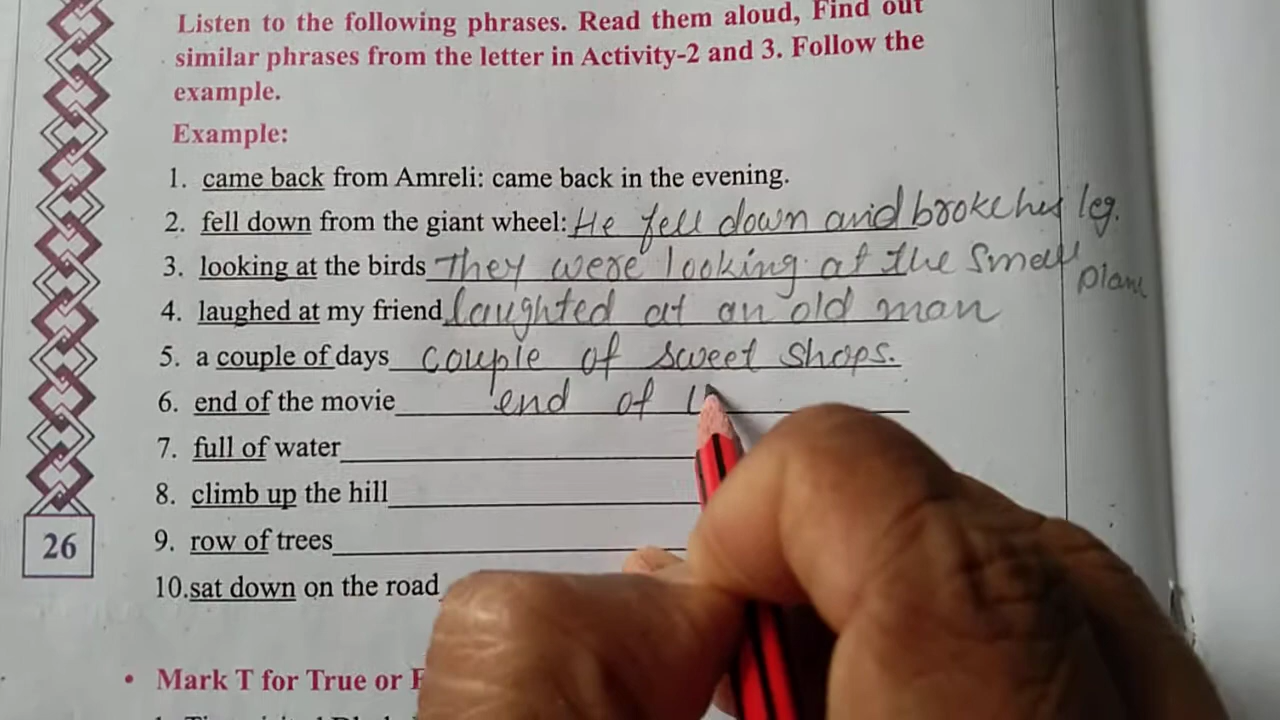 Listen to the following phrases. Read them aloud, Find out
similar phrases from the letter in Activity-2 and 3. Follow the
example.
Example:
1. came back from Amreli: came back in the evening.
2. fell down from the giant wheel: He fell down and broke his leg.
3. looking at the birds They were looking at the small plane
4. laughed at my friend laughted at an old man
5. a couple of days couple of sweet shops.
6. end of the movie end of
7. full of water
8. climb up the hill
9. row of trees
10.sat down on the road
26
• Mark T for True or